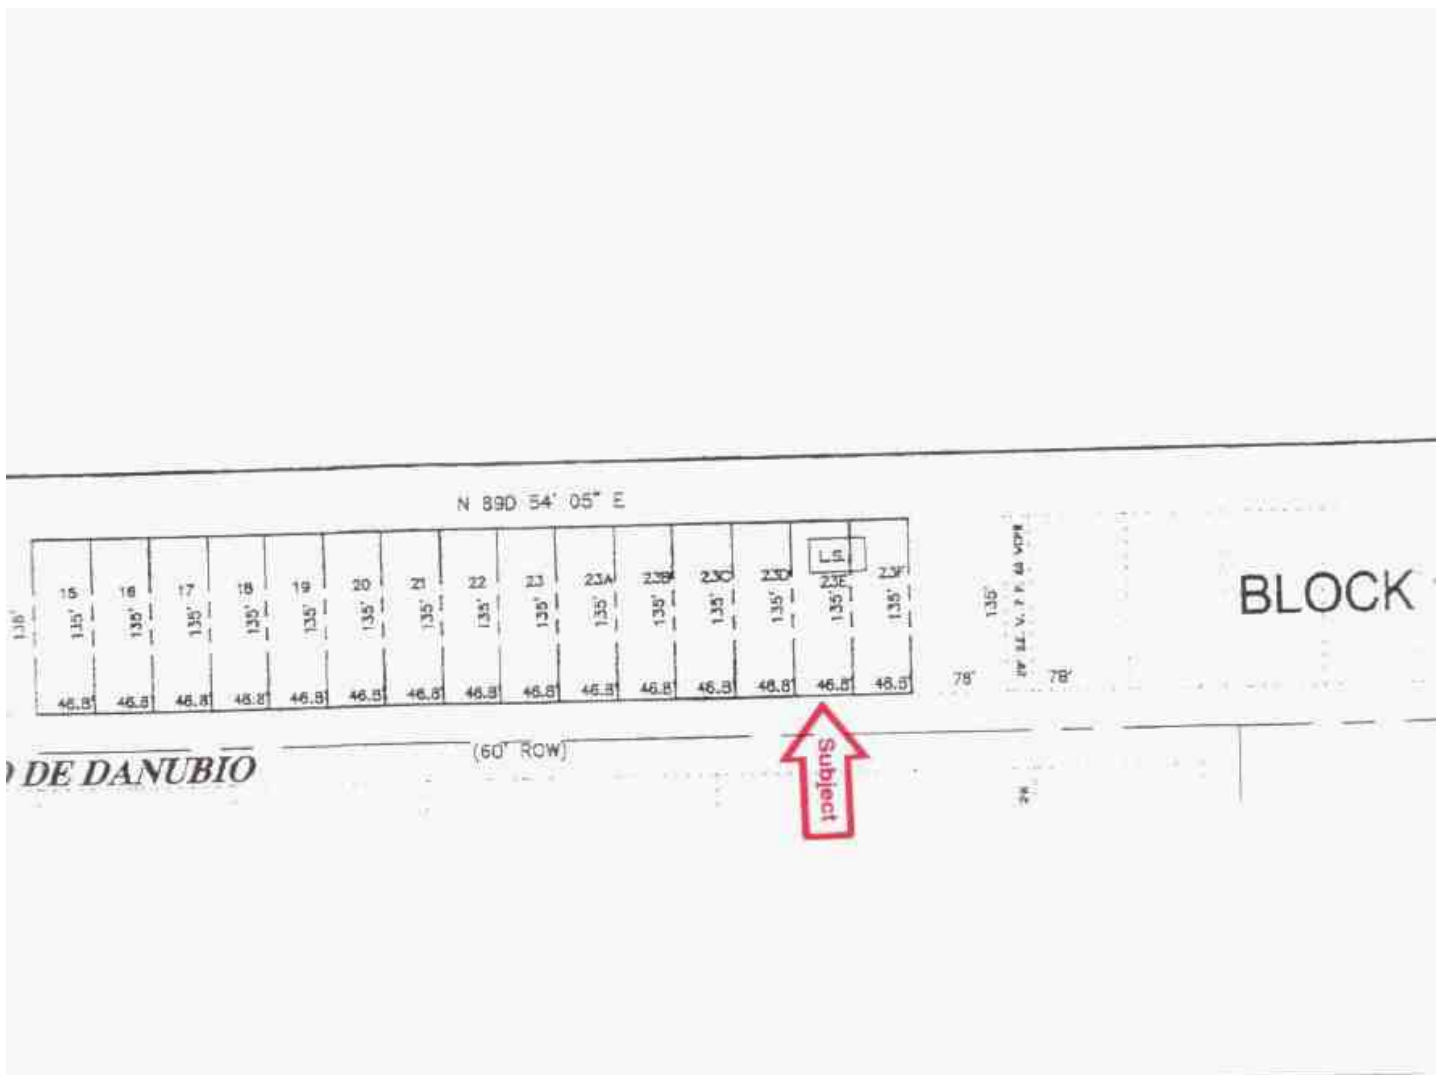 N 89D 54' 05" E
L.S.
15 16 17 18 19 20 21 22 23 23A 23B 23C 23D 23E 23F
135' 135' 135' 135' 135' 135' 135' 135' 135' 135' 135' 135' 135' 135' 135' 135' 135'
BLOCK
46.8' 46.8' 46.8' 46.8' 46.8' 46.8' 46.8' 46.8' 46.8' 46.8' 46.8' 46.8' 46.8' 46.8' 46.5' 78' 78'
(60' ROW)
DE DANUBIO
Subject